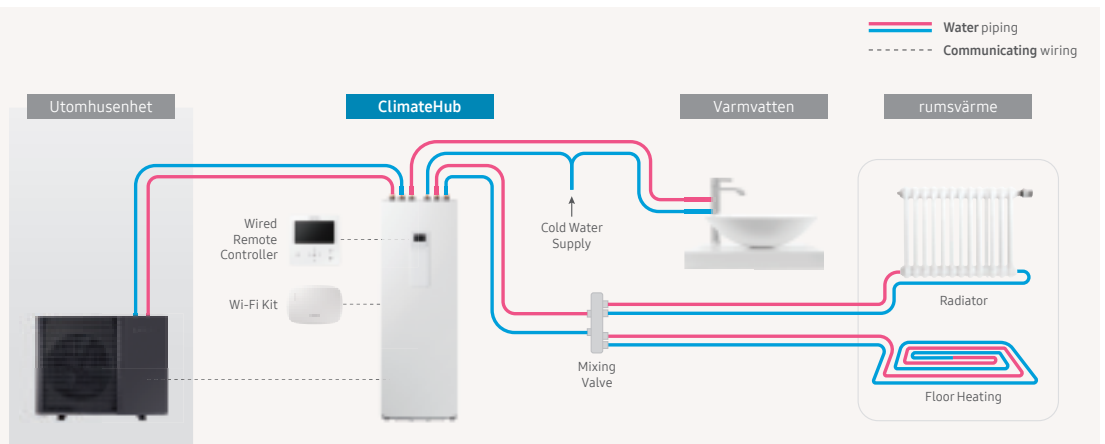 Water piping
Communicating wiring
Utomhusenhet
ClimateHub
Varmvatten
rumsvärme
Wired
Remote
Controller
Wi-Fi Kit
Cold Water
Supply
Mixing
Valve
Radiator
Floor Heating